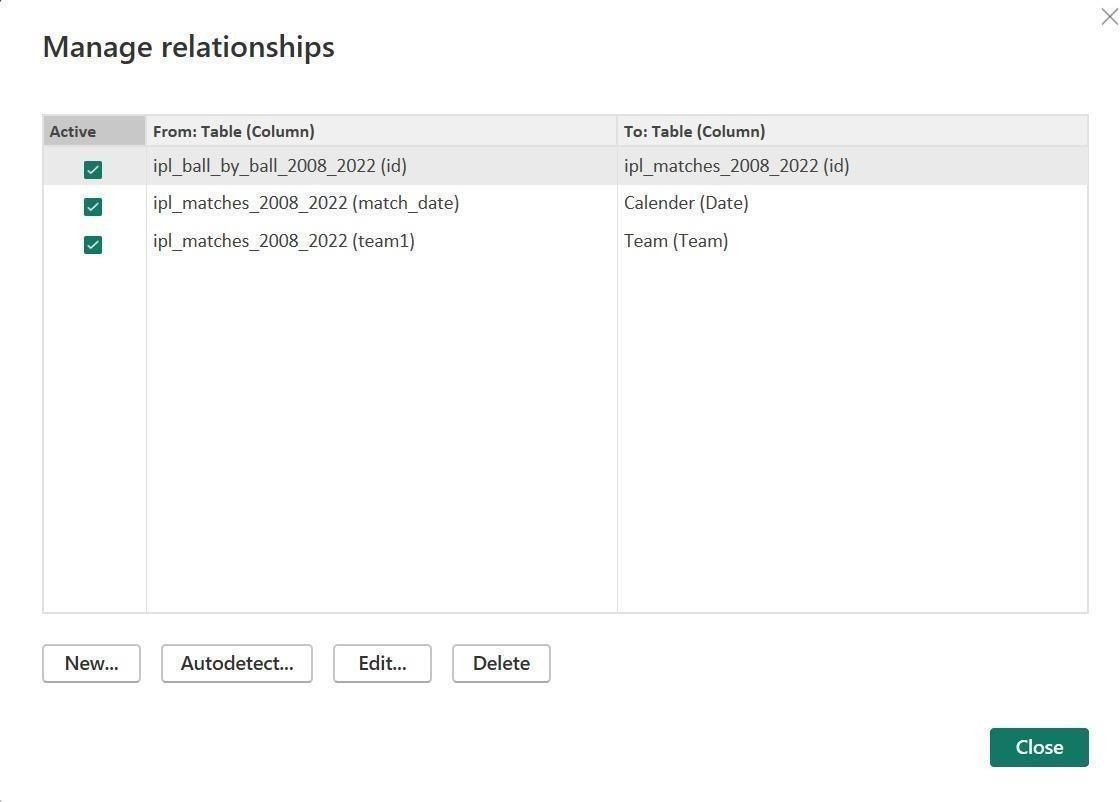 Manage relationships
Active From: Table (Column) To: Table (Column)
ipl_ball_by_ball_2008_2022 (id) ipl_matches_2008_2022 (id)
ipl_matches_2008_2022 (match_date) Calender (Date)
ipl_matches_2008_2022 (team1) Team (Team)
New... Autodetect... Edit... Delete
Close